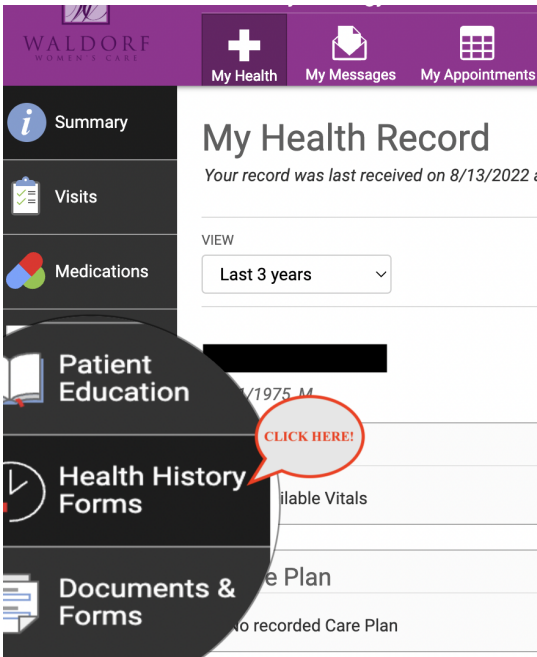 WALDORF
WOMEN'S CARE
My Health
My Messages
My Appointments
Summary
Visits
Medications
My Health Record
Your record was last received on 8/13/2022
VIEW
Last 3 years
/1975, M
Patient
Education
CLICK HERE!
Health History
Forms
ilable Vitals
Documents &
Forms
e Plan
No recorded Care Plan